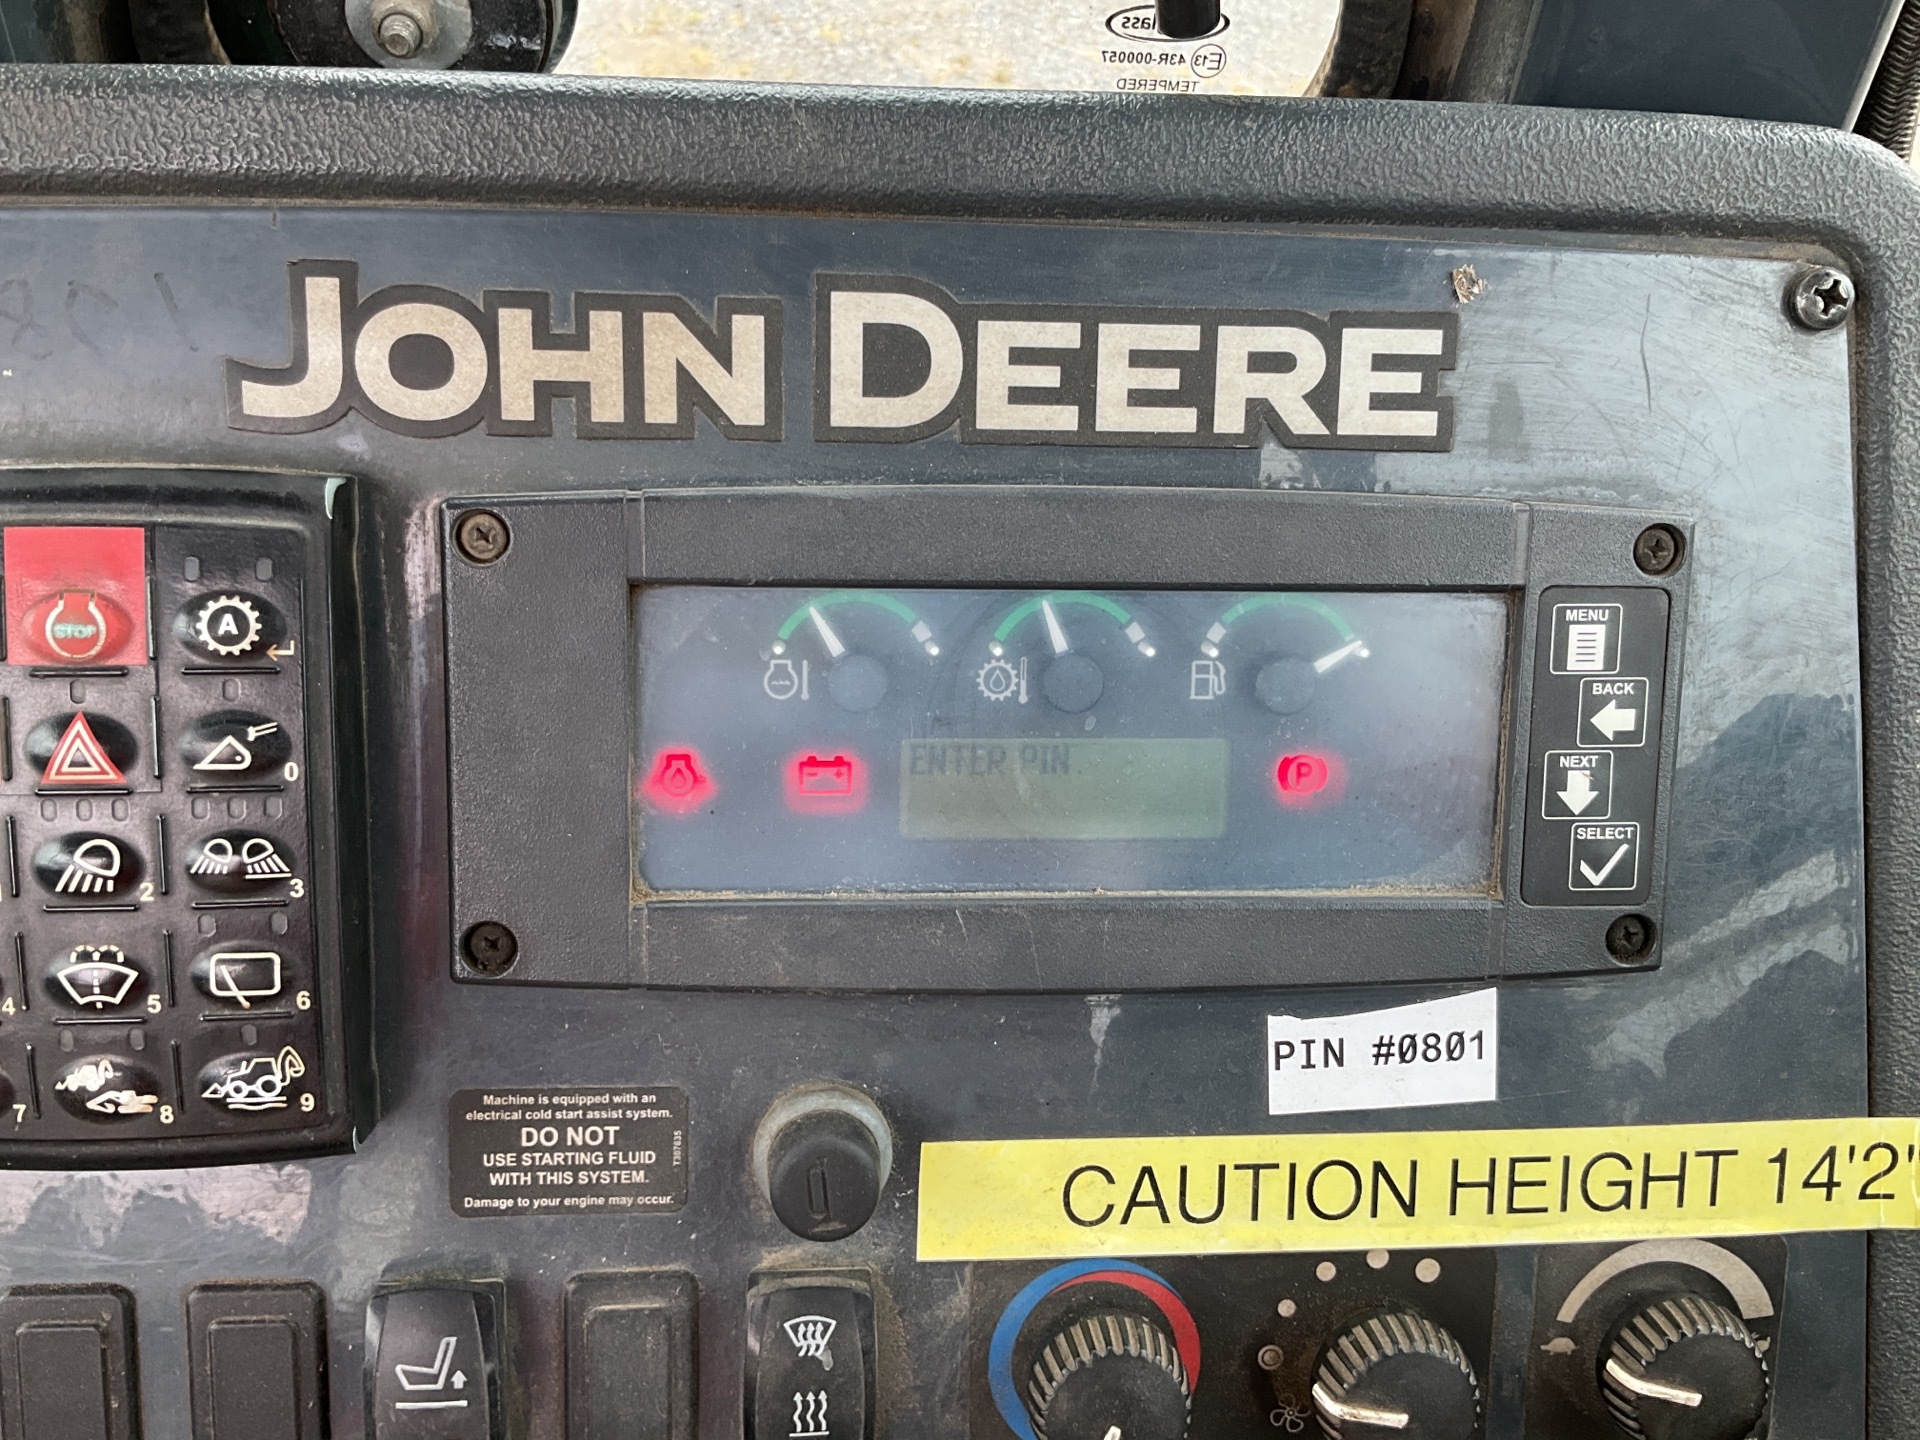 E13 43R-000057
TEMPERED
JOHN DEERE
STOP
A
0
2
3
4
5
6
7
8
9
ENTER PIN
P
MENU
BACK
NEXT
SELECT
PIN #0801
Machine is equipped with an
electrical cold start assist system.
DO NOT
USE STARTING FLUID
WITH THIS SYSTEM.
Damage to your engine may occur.
T307635
CAUTION HEIGHT 14'2"